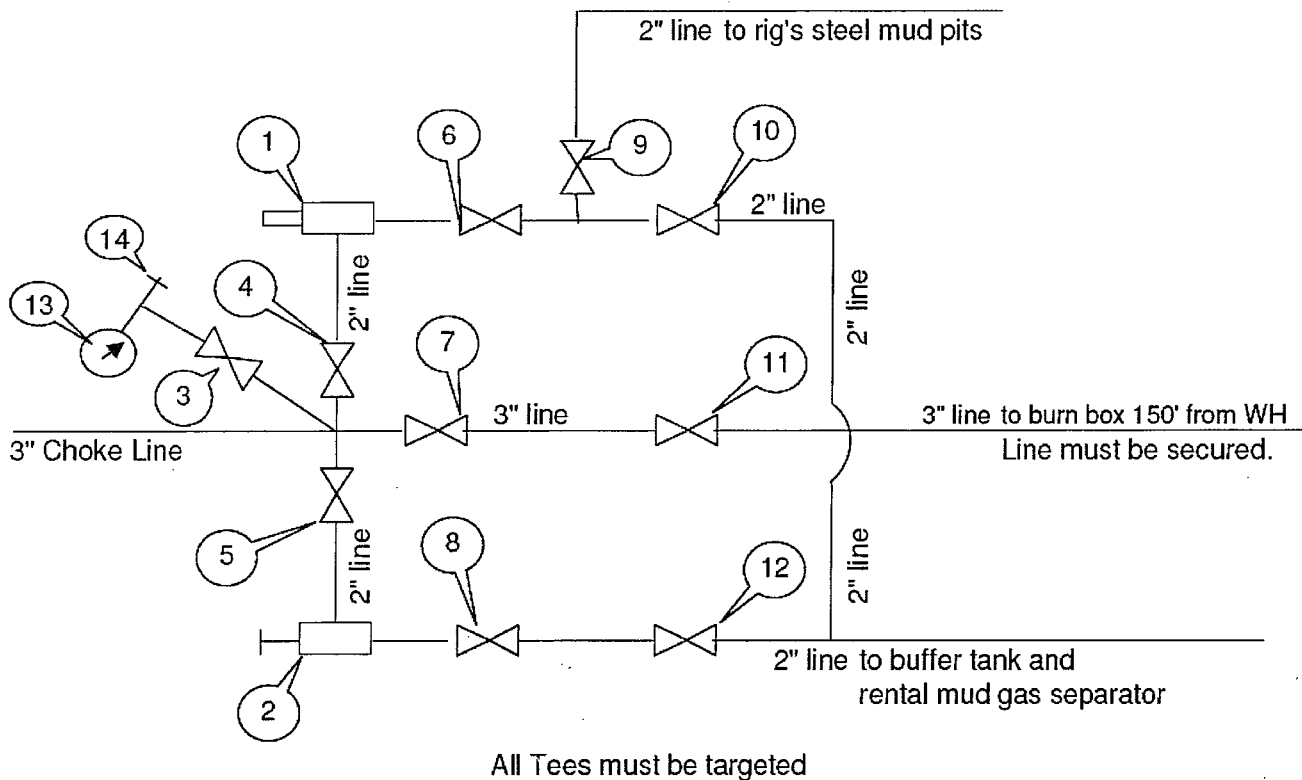 2" line to rig's steel mud pits
1
6
9
10
2" line
14
4
2" line
13
7
11
2" line
3
3" line
3" line to burn box 150' from WH
3" Choke Line
Line must be secured.
5
2" line
8
12
2" line
2
2" line to buffer tank and
rental mud gas separator
All Tees must be targeted